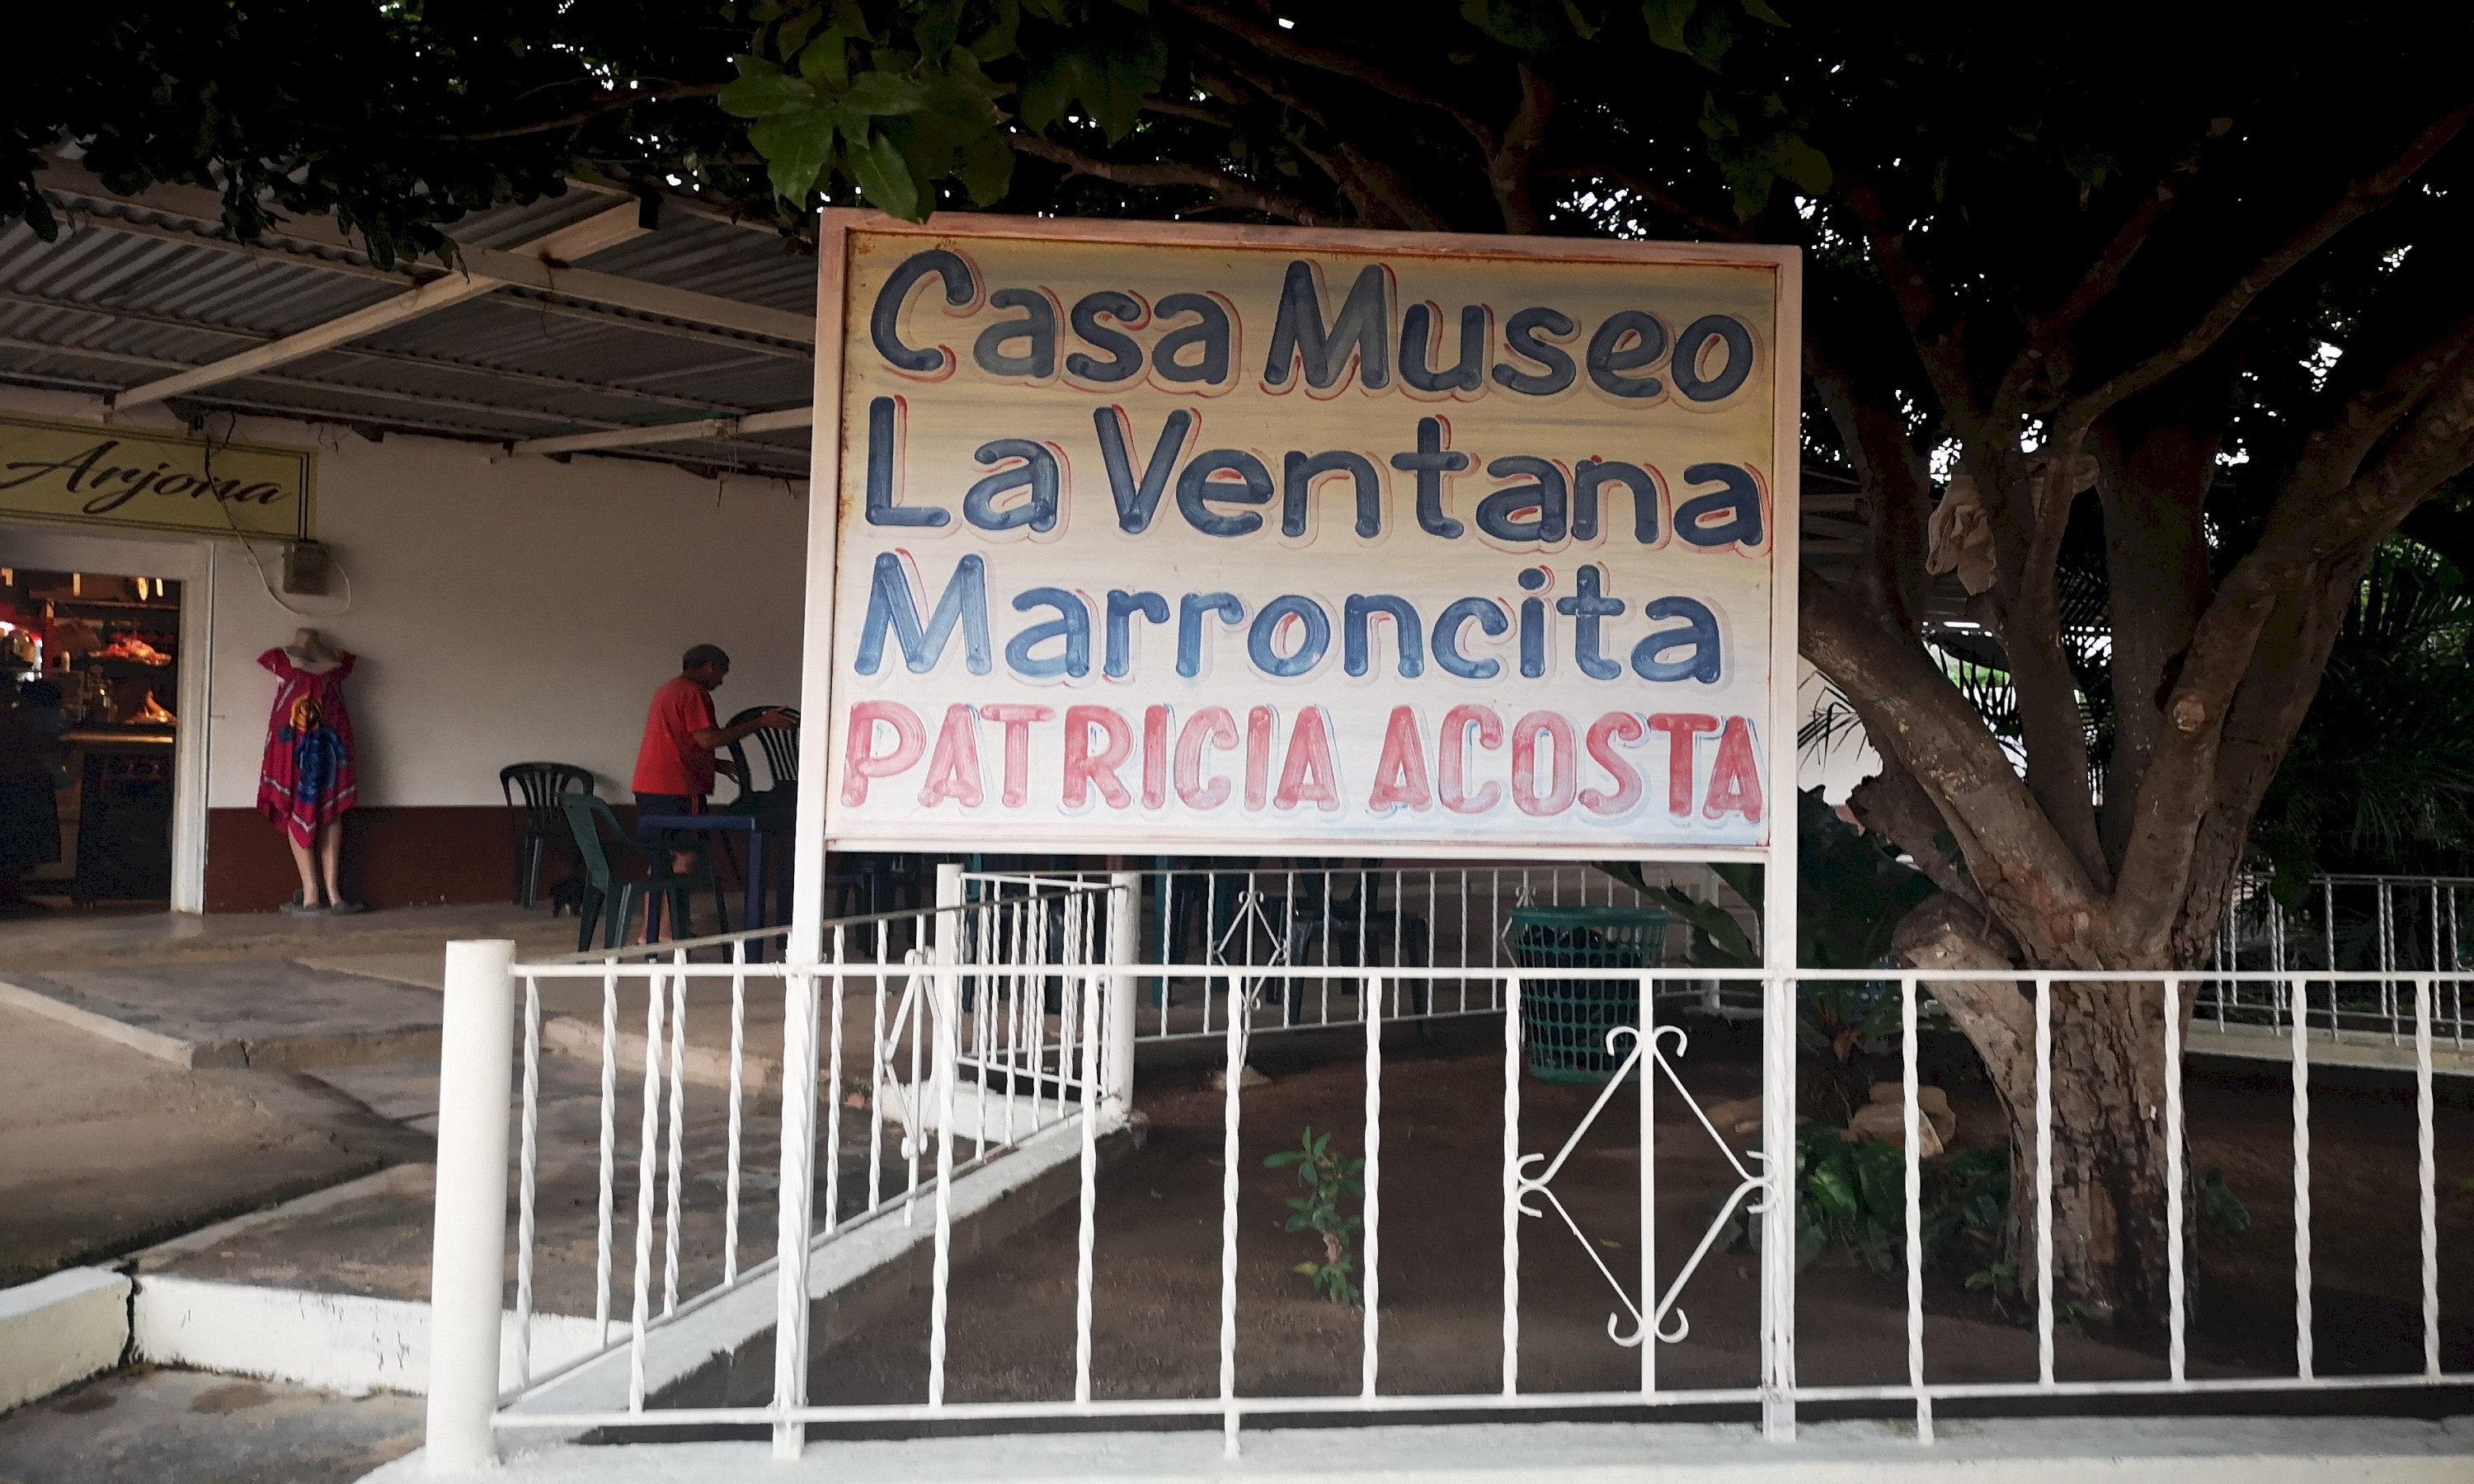 Arjona
Casa Museo
La Ventana
Marroncita
PATRICIA ACOSTA